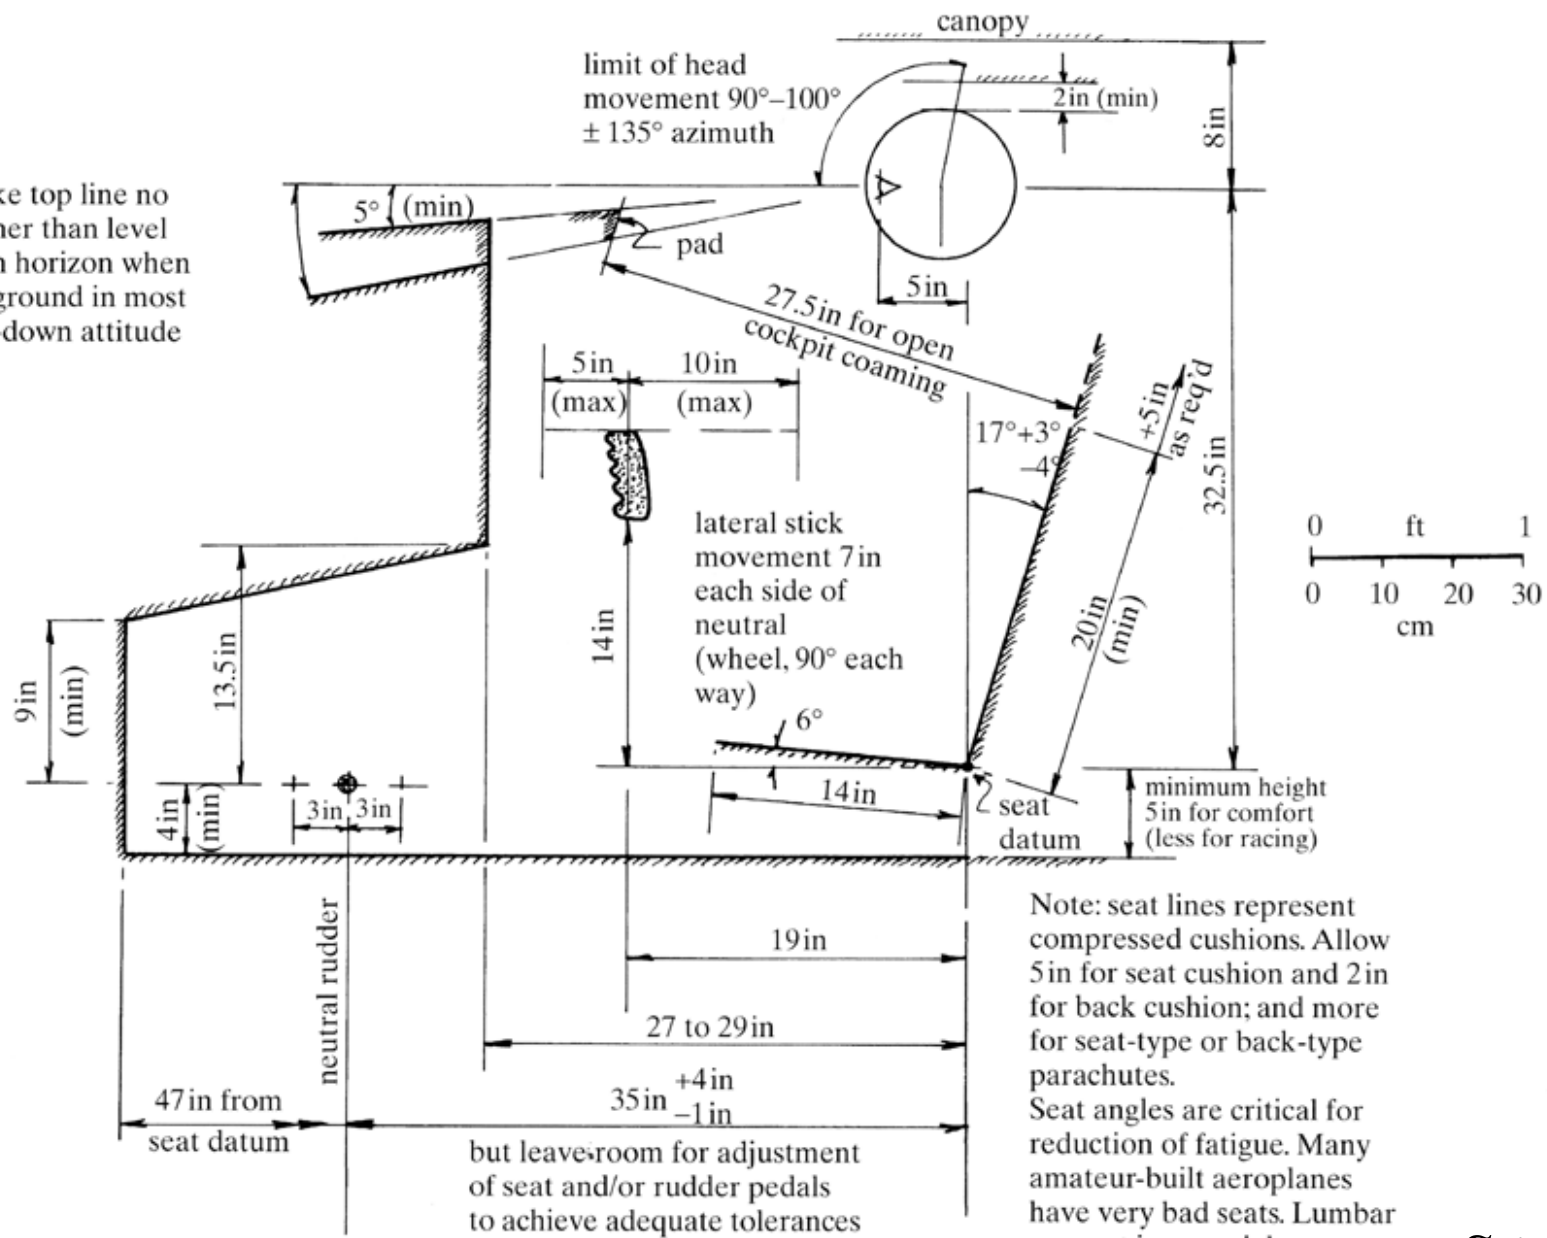 canopy
limit of head
movement 90°–100°
± 135° azimuth
2in (min)
8in
top line no
than level
horizon when
ground in most
-down attitude
5° (min)
pad
5in
27.5in for open
cockpit coaming
5in
(max)
10in
(max)
17°+3°
–4°
+5in
as req'd
32.5in
0 ft 1
0 10 20 30
cm
lateral stick
movement 7in
each side of
neutral
(wheel, 90° each
way)
14in
20in
(min)
13.5in
9in
(min)
6°
14in
seat
datum
minimum height
5in for comfort
(less for racing)
4in
(min)
3in 3in
neutral rudder
19in
27 to 29in
35in +4in
–1in
47in from
seat datum
but leave room for adjustment
of seat and/or rudder pedals
to achieve adequate tolerances
Note: seat lines represent
compressed cushions. Allow
5in for seat cushion and 2in
for back cushion; and more
for seat-type or back-type
parachutes.
Seat angles are critical for
reduction of fatigue. Many
amateur-built aeroplanes
have very bad seats. Lumbar